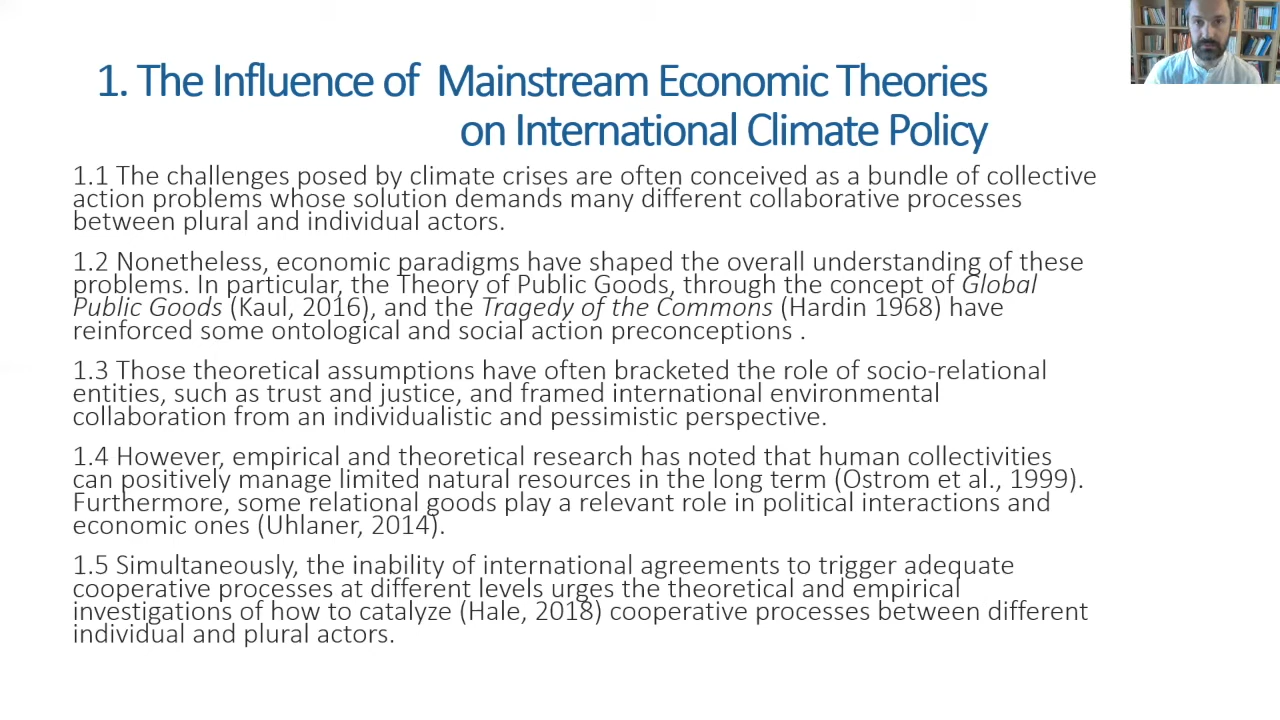 1. The Influence of Mainstream Economic Theories
on International Climate Policy
1.1 The challenges posed by climate crises are often conceived as a bundle of collective
action problems whose solution demands many different collaborative processes
between plural and individual actors.
1.2 Nonetheless, economic paradigms have shaped the overall understanding of these
problems. In particular, the Theory of Public Goods, through the concept of Global
Public Goods (Kaul, 2016), and the Tragedy of the Commons (Hardin 1968) have
reinforced some ontological and social action preconceptions .
1.3 Those theoretical assumptions have often bracketed the role of socio-relational
entities, such as trust and justice, and framed international environmental
collaboration from an individualistic and pessimistic perspective.
1.4 However, empirical and theoretical research has noted that human collectivities
can positively manage limited natural resources in the long term (Ostrom et al., 1999).
Furthermore, some relational goods play a relevant role in political interactions and
economic ones (Uhlaner, 2014).
1.5 Simultaneously, the inability of international agreements to trigger adequate
cooperative processes at different levels urges the theoretical and empirical
investigations of how to catalyze (Hale, 2018) cooperative processes between different
individual and plural actors.